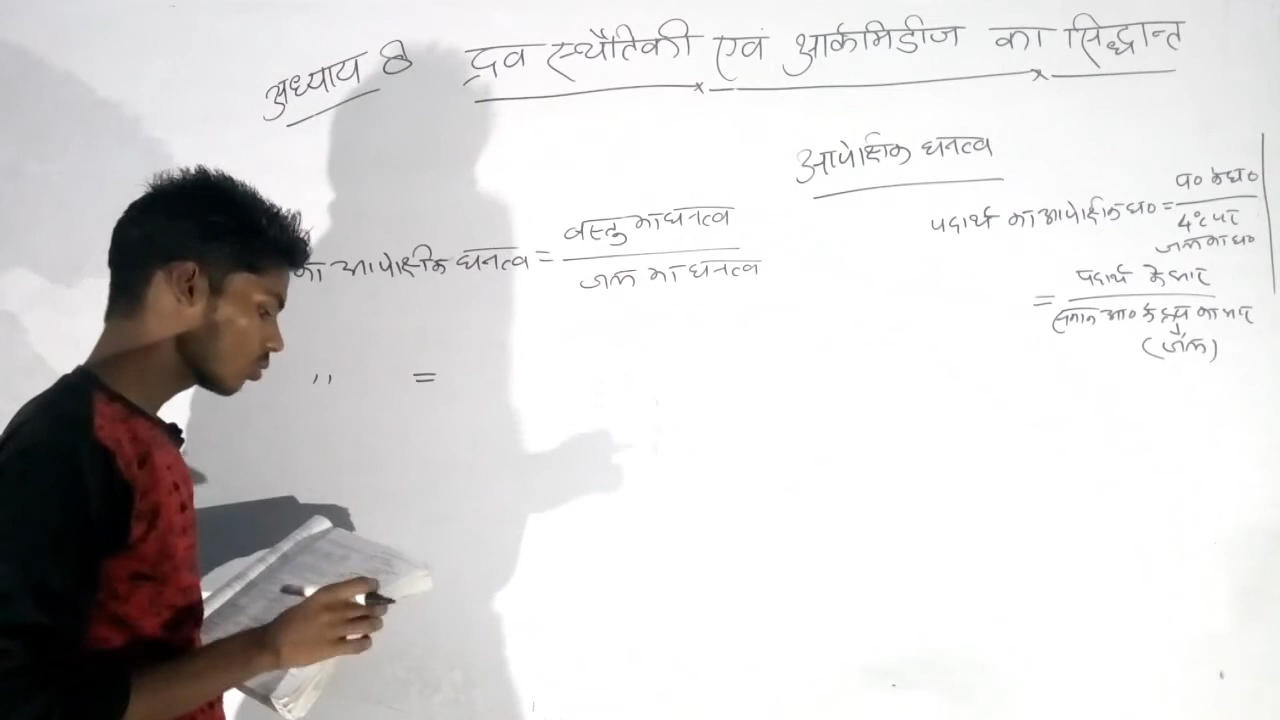 अध्याय 8 द्रव स्थैतिकी एवं आर्कमिडीज का सिद्धान्त
आपेक्षिक घनत्व
का आपेक्षीक घनत्व = वस्तु का घनत्व / जल का घनत्व
,, =
पदार्थ का आपेक्षीक घ० = प० के घ० / 4°c पर जल का घ०
= पदार्थ के भार / समान आ० के द्रव्य का भार
(जल)